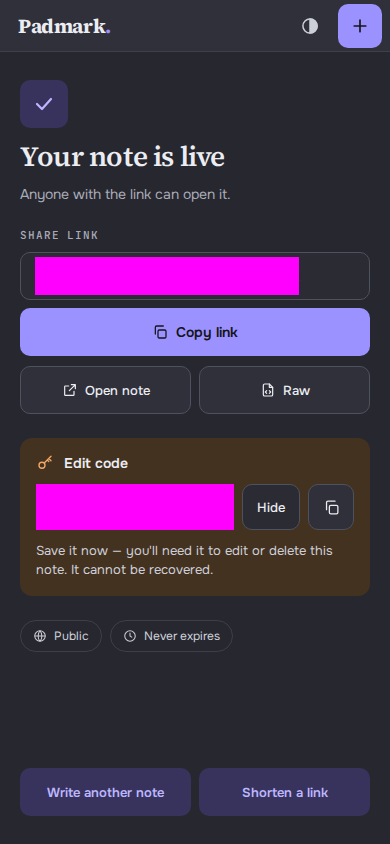 Padmark.
Your note is live
Anyone with the link can open it.
SHARE LINK
Copy link
Open note
Raw
Edit code
Hide
Save it now — you'll need it to edit or delete this
note. It cannot be recovered.
Public
Never expires
Write another note
Shorten a link